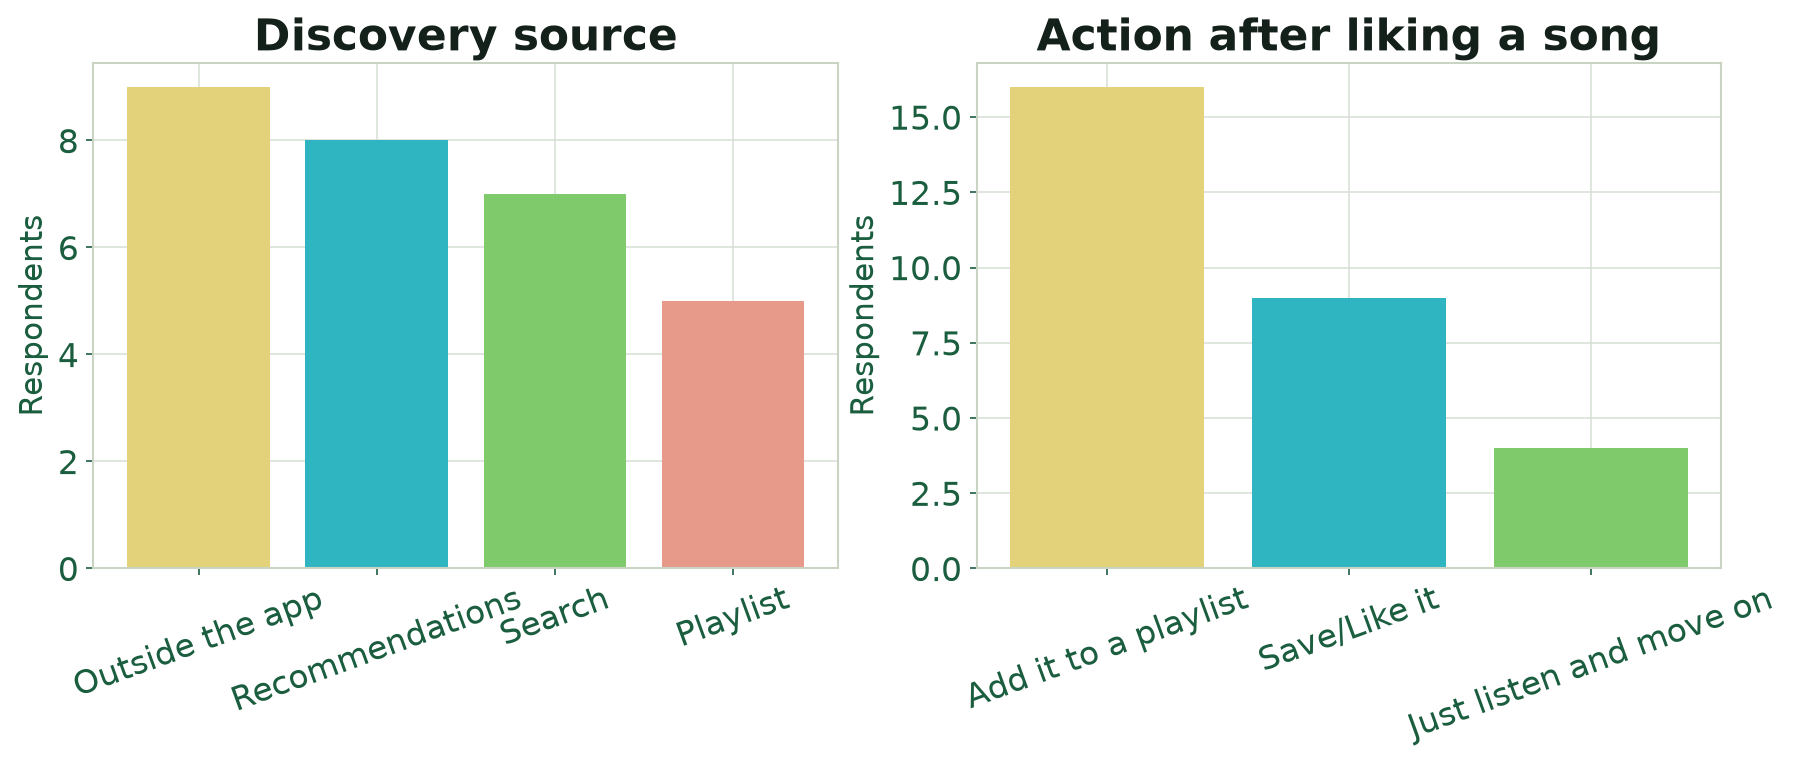 Discovery source
Respondents
8
6
4
2
0
Outside the app
Recommendations
Search
Playlist
Action after liking a song
Respondents
15.0
12.5
10.0
7.5
5.0
2.5
0.0
Add it to a playlist
Save/Like it
Just listen and move on